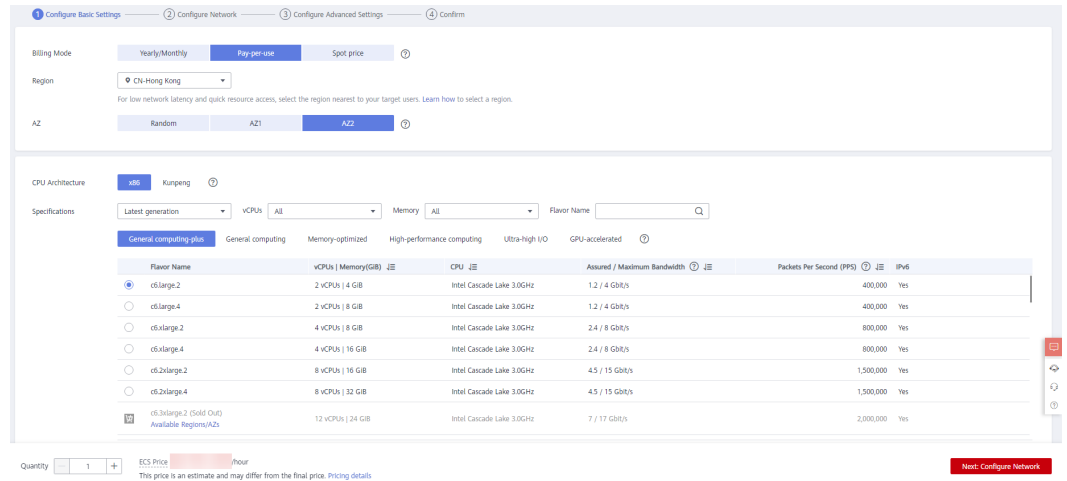 1 Configure Basic Settings 2 Configure Network 3 Configure Advanced Settings 4 Confirm
Billing Mode Yearly/Monthly Pay-per-use Spot price ?
Region CN-Hong Kong
For low network latency and quick resource access, select the region nearest to your target users. Learn how to select a region.
AZ Random AZ1 AZ2 ?
CPU Architecture x86 Kunpeng ?
Specifications Latest generation vCPUs All Memory All Flavor Name
General computing-plus General computing Memory-optimized High-performance computing Ultra-high I/O GPU-accelerated ?
Flavor Name vCPUs | Memory(GiB) CPU Assured / Maximum Bandwidth ? Packets Per Second (PPS) ? IPv6
c6.large.2 2 vCPUs | 4 GiB Intel Cascade Lake 3.0GHz 1.2 / 4 Gbit/s 400,000 Yes
c6.large.4 2 vCPUs | 8 GiB Intel Cascade Lake 3.0GHz 1.2 / 4 Gbit/s 400,000 Yes
c6.xlarge.2 4 vCPUs | 8 GiB Intel Cascade Lake 3.0GHz 2.4 / 8 Gbit/s 800,000 Yes
c6.xlarge.4 4 vCPUs | 16 GiB Intel Cascade Lake 3.0GHz 2.4 / 8 Gbit/s 800,000 Yes
c6.2xlarge.2 8 vCPUs | 16 GiB Intel Cascade Lake 3.0GHz 4.5 / 15 Gbit/s 1,500,000 Yes
c6.2xlarge.4 8 vCPUs | 32 GiB Intel Cascade Lake 3.0GHz 4.5 / 15 Gbit/s 1,500,000 Yes
c6.3xlarge.2 (Sold Out) 12 vCPUs | 24 GiB Intel Cascade Lake 3.0GHz 7 / 17 Gbit/s 2,000,000 Yes
Available Regions/AZs
Quantity − 1 + ECS Price /hour
This price is an estimate and may differ from the final price. Pricing details
Next: Configure Network